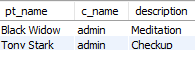 pt_name c_name description
Black Widow admin Meditation
Tony Stark admin Checkup